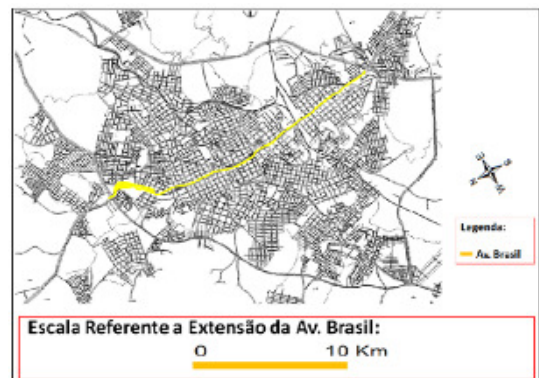 Legenda:
Av. Brasil
Escala Referente a Extensão da Av. Brasil:
0 10 Km